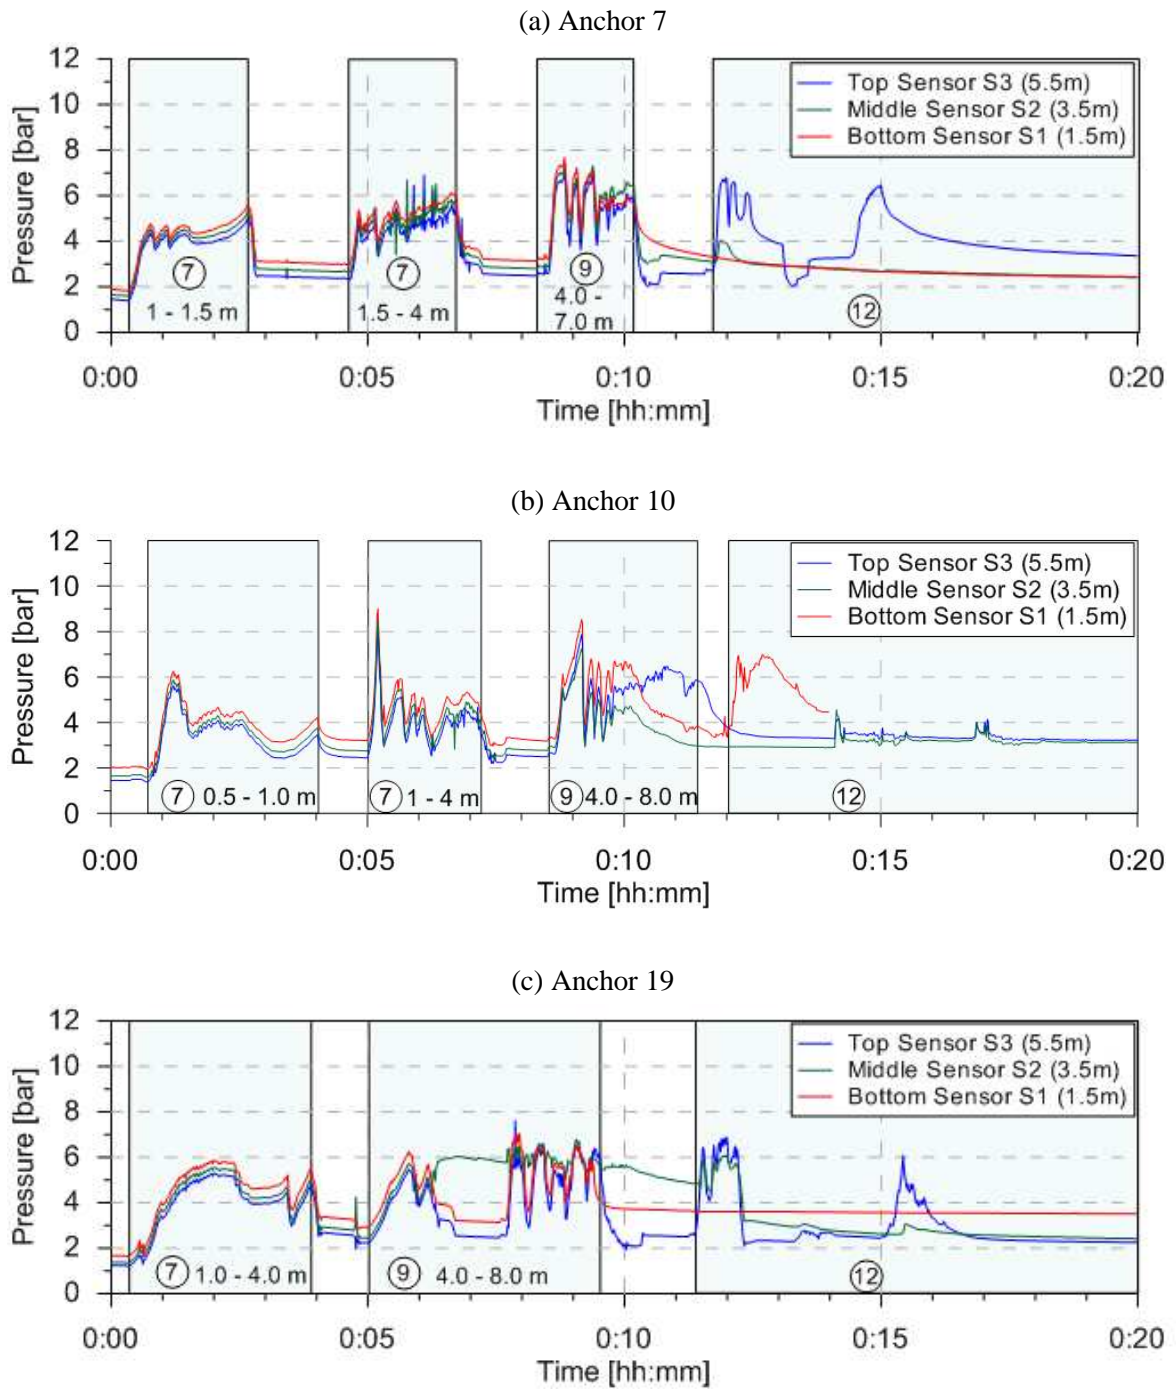 (a) Anchor 7
12
10
8
6
4
2
0
Pressure [bar]
Top Sensor S3 (5.5m)
Middle Sensor S2 (3.5m)
Bottom Sensor S1 (1.5m)
7
1 - 1.5 m
7
1.5 - 4 m
9
4.0 -
7.0 m
12
0:00 0:05 0:10 0:15 0:20
Time [hh:mm]
(b) Anchor 10
12
10
8
6
4
2
0
Pressure [bar]
Top Sensor S3 (5.5m)
Middle Sensor S2 (3.5m)
Bottom Sensor S1 (1.5m)
7 0.5 - 1.0 m
7 1 - 4 m
9 4.0 - 8.0 m
12
0:00 0:05 0:10 0:15 0:20
Time [hh:mm]
(c) Anchor 19
12
10
8
6
4
2
0
Pressure [bar]
Top Sensor S3 (5.5m)
Middle Sensor S2 (3.5m)
Bottom Sensor S1 (1.5m)
7 1.0 - 4.0 m
9 4.0 - 8.0 m
12
0:00 0:05 0:10 0:15 0:20
Time [hh:mm]